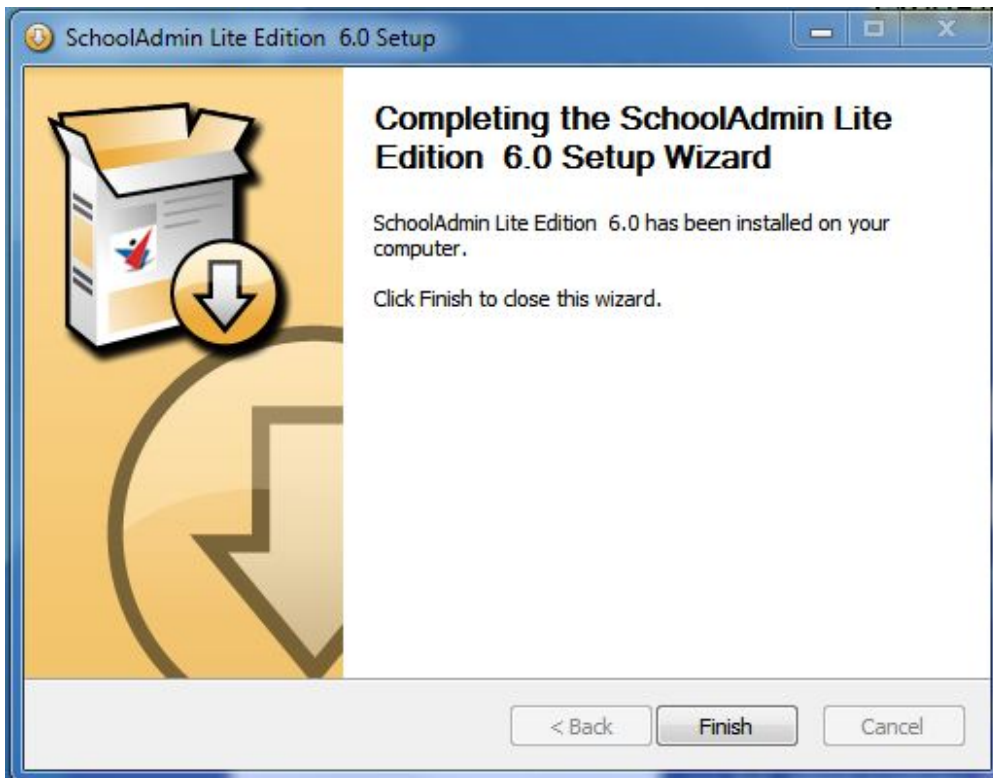 SchoolAdmin Lite Edition  6.0 Setup
Completing the SchoolAdmin Lite
Edition  6.0 Setup Wizard
SchoolAdmin Lite Edition  6.0 has been installed on your
computer.
Click Finish to close this wizard.
< Back Finish Cancel